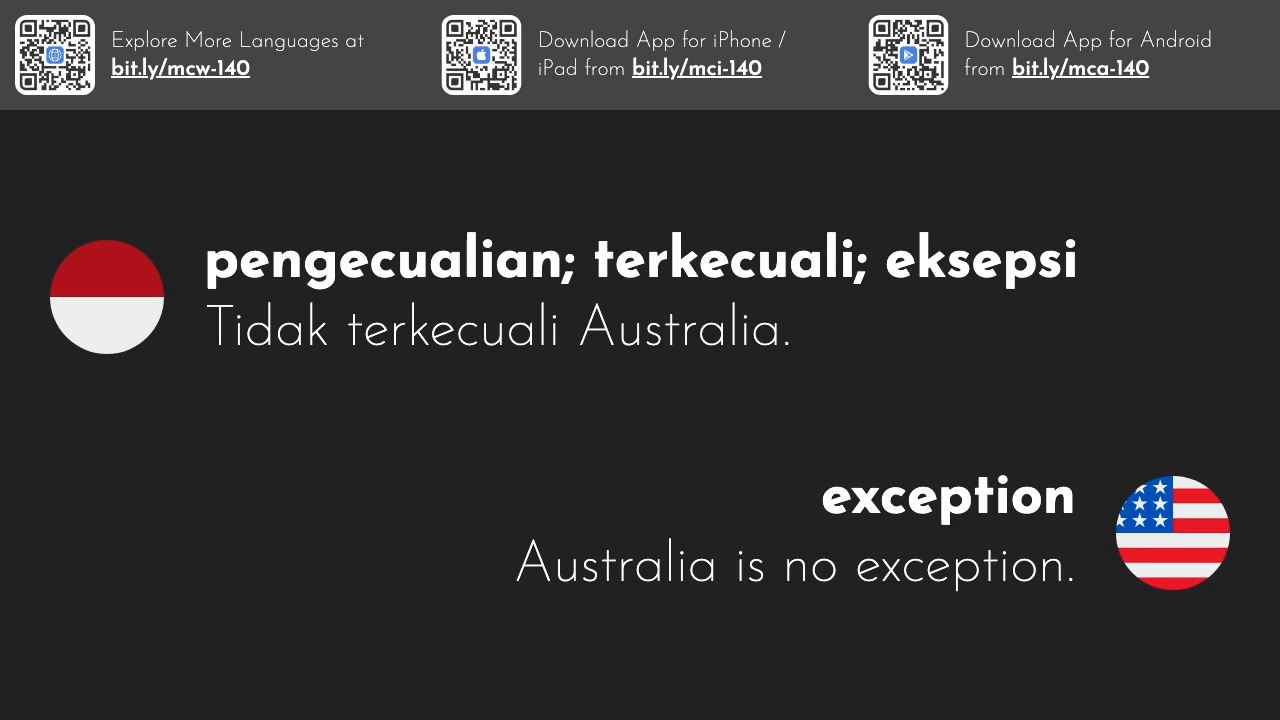 Explore More Languages at
bit.ly/mcw-140
Download App for iPhone /
iPad from bit.ly/mci-140
Download App for Android
from bit.ly/mca-140
pengecualian; terkecuali; eksepsi
Tidak terkecuali Australia.
exception
Australia is no exception.